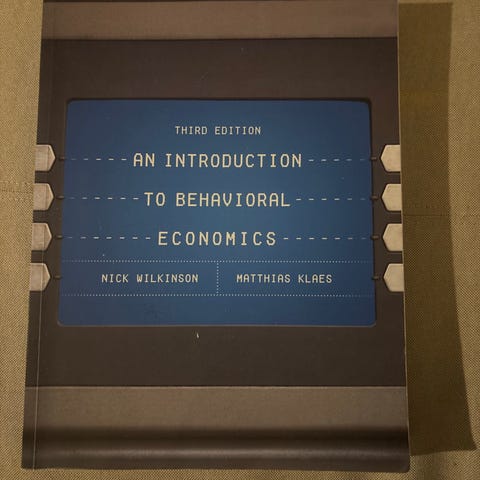 THIRD EDITION
AN INTRODUCTION
TO BEHAVIORAL
ECONOMICS
NICK WILKINSON
MATTHIAS KLAES